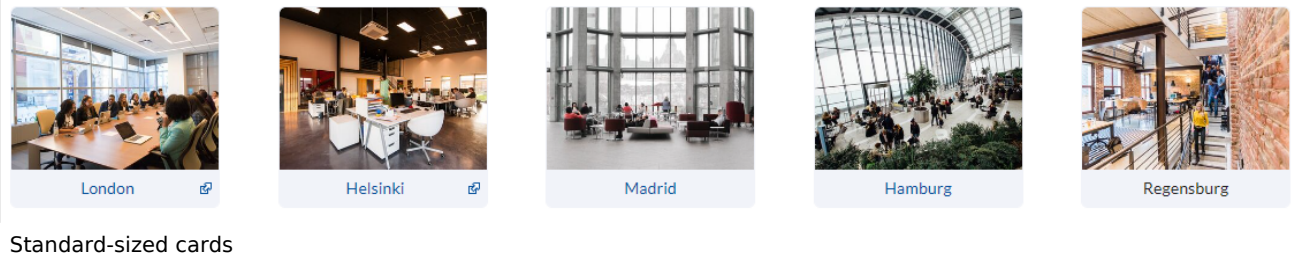 London
Helsinki
Madrid
Hamburg
Regensburg
Standard-sized cards